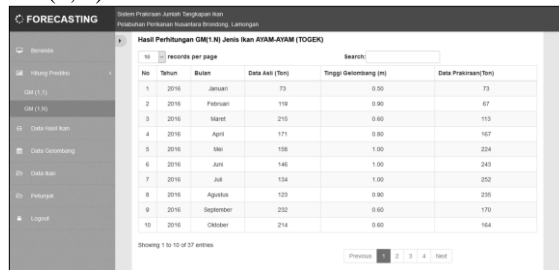 FORECASTING
Sistem Prakiraan Jumlah Tangkapan Ikan
Pelabuhan Perikanan Nusantara Brondong, Lamongan
Beranda
Hitung Prediksi
GM (1,1)
GM (1,N)
Data Hasil Ikan
Data Gelombang
Data Ikan
Petunjuk
Logout
Hasil Perhitungan GM(1.N) Jenis Ikan AYAM-AYAM (TOGEK)
10 records per page Search:
No Tahun Bulan Data Asli (Ton) Tinggi Gelombang (m) Data Prakiraan(Ton)
1 2016 Januari 73 0.50 73
2 2016 Februari 119 0.90 67
3 2016 Maret 215 0.60 113
4 2016 April 171 0.80 167
5 2016 Mei 156 1.00 224
6 2016 Juni 146 1.00 243
7 2016 Juli 134 1.00 252
8 2016 Agustus 123 0.90 235
9 2016 September 232 0.60 170
10 2016 Oktober 214 0.60 164
Showing 1 to 10 of 37 entries
Previous 1 2 3 4 Next